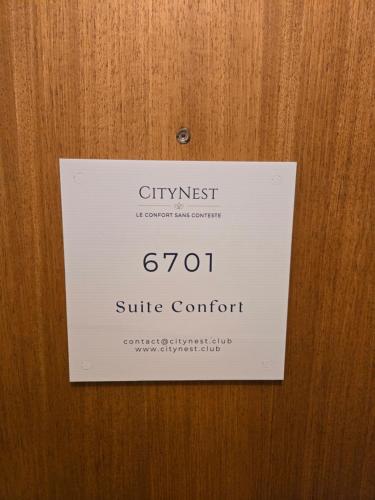 CITYNEST
LE CONFORT SANS CONTESTE
6701
Suite Confort
contact@citynest.club
www.citynest.club